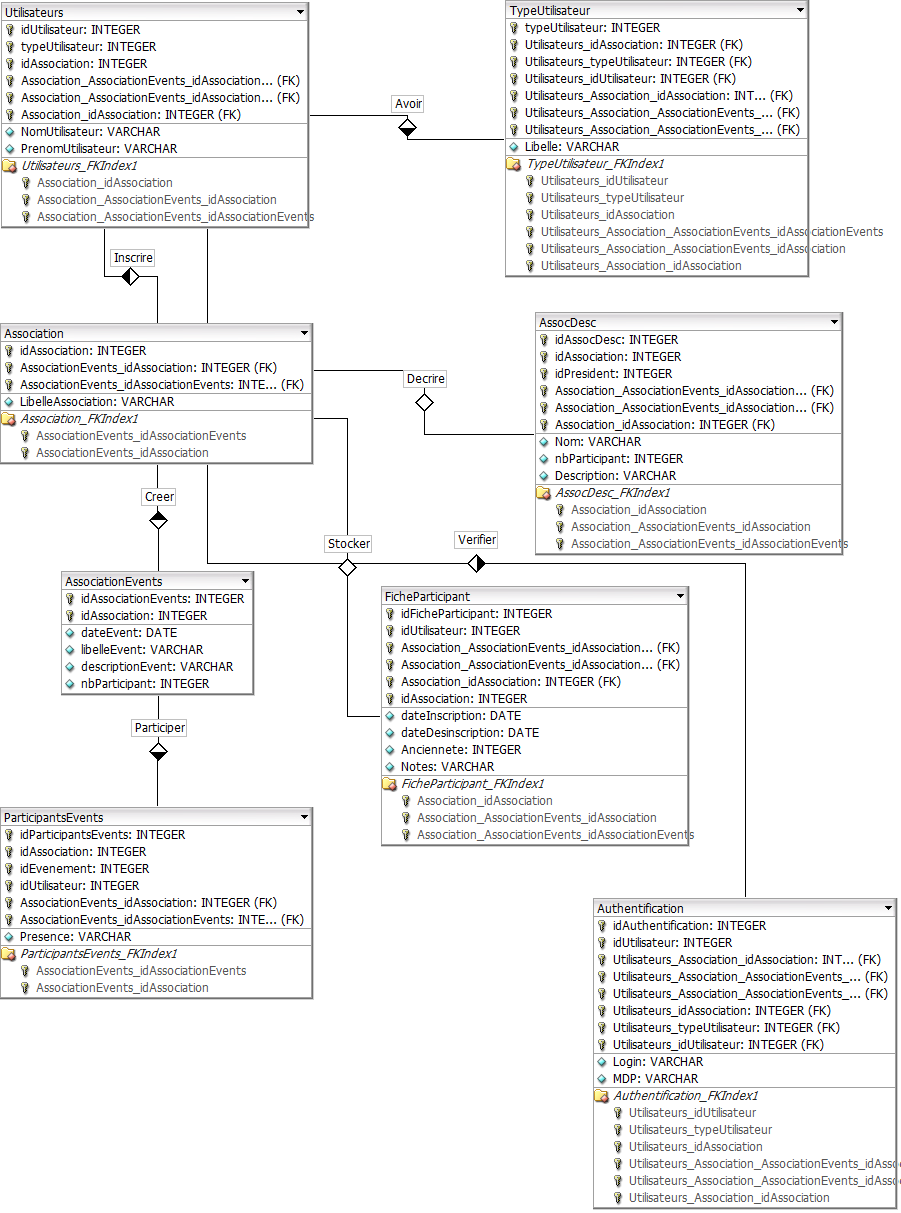 Utilisateurs
idUtilisateur: INTEGER
typeUtilisateur: INTEGER
idAssociation: INTEGER
Association_AssociationEvents_idAssociation... (FK)
Association_AssociationEvents_idAssociation... (FK)
Association_idAssociation: INTEGER (FK)
NomUtilisateur: VARCHAR
PrenomUtilisateur: VARCHAR
Utilisateurs_FKIndex1
Association_idAssociation
Association_AssociationEvents_idAssociation
Association_AssociationEvents_idAssociationEvents
Avoir
TypeUtilisateur
typeUtilisateur: INTEGER
Utilisateurs_idAssociation: INTEGER (FK)
Utilisateurs_typeUtilisateur: INTEGER (FK)
Utilisateurs_idUtilisateur: INTEGER (FK)
Utilisateurs_Association_idAssociation: INT... (FK)
Utilisateurs_Association_AssociationEvents_... (FK)
Utilisateurs_Association_AssociationEvents_... (FK)
Libelle: VARCHAR
TypeUtilisateur_FKIndex1
Utilisateurs_idUtilisateur
Utilisateurs_typeUtilisateur
Utilisateurs_idAssociation
Utilisateurs_Association_AssociationEvents_idAssociationEvents
Utilisateurs_Association_AssociationEvents_idAssociation
Utilisateurs_Association_idAssociation
Inscrire
Association
idAssociation: INTEGER
AssociationEvents_idAssociation: INTEGER (FK)
AssociationEvents_idAssociationEvents: INTE... (FK)
LibelleAssociation: VARCHAR
Association_FKIndex1
AssociationEvents_idAssociationEvents
AssociationEvents_idAssociation
Decrire
AssocDesc
idAssocDesc: INTEGER
idAssociation: INTEGER
idPresident: INTEGER
Association_AssociationEvents_idAssociation... (FK)
Association_AssociationEvents_idAssociation... (FK)
Association_idAssociation: INTEGER (FK)
Nom: VARCHAR
nbParticipant: INTEGER
Description: VARCHAR
AssocDesc_FKIndex1
Association_idAssociation
Association_AssociationEvents_idAssociation
Association_AssociationEvents_idAssociationEvents
Creer
Stocker
Verifier
AssociationEvents
idAssociationEvents: INTEGER
idAssociation: INTEGER
dateEvent: DATE
libelleEvent: VARCHAR
descriptionEvent: VARCHAR
nbParticipant: INTEGER
FicheParticipant
idFicheParticipant: INTEGER
idUtilisateur: INTEGER
Association_AssociationEvents_idAssociation... (FK)
Association_AssociationEvents_idAssociation... (FK)
Association_idAssociation: INTEGER (FK)
idAssociation: INTEGER
dateInscription: DATE
dateDesinscription: DATE
Anciennete: INTEGER
Notes: VARCHAR
FicheParticipant_FKIndex1
Association_idAssociation
Association_AssociationEvents_idAssociation
Association_AssociationEvents_idAssociationEvents
Participer
ParticipantsEvents
idParticipantsEvents: INTEGER
idAssociation: INTEGER
idEvenement: INTEGER
idUtilisateur: INTEGER
AssociationEvents_idAssociation: INTEGER (FK)
AssociationEvents_idAssociationEvents: INTE... (FK)
Presence: VARCHAR
ParticipantsEvents_FKIndex1
AssociationEvents_idAssociationEvents
AssociationEvents_idAssociation
Authentification
idAuthentification: INTEGER
idUtilisateur: INTEGER
Utilisateurs_Association_idAssociation: INT... (FK)
Utilisateurs_Association_AssociationEvents_... (FK)
Utilisateurs_Association_AssociationEvents_... (FK)
Utilisateurs_idAssociation: INTEGER (FK)
Utilisateurs_typeUtilisateur: INTEGER (FK)
Utilisateurs_idUtilisateur: INTEGER (FK)
Login: VARCHAR
MDP: VARCHAR
Authentification_FKIndex1
Utilisateurs_idUtilisateur
Utilisateurs_typeUtilisateur
Utilisateurs_idAssociation
Utilisateurs_Association_AssociationEvents_idAsso
Utilisateurs_Association_AssociationEvents_idAsso
Utilisateurs_Association_idAssociation